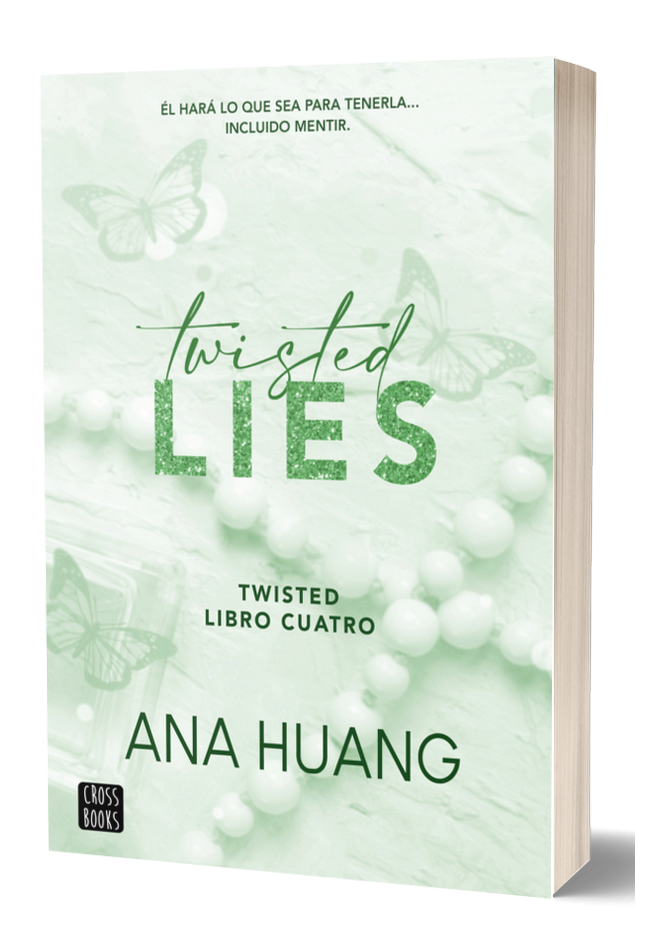 ÉL HARÁ LO QUE SEA PARA TENERLA...
INCLUIDO MENTIR.
twisted
LIES
TWISTED
LIBRO CUATRO
ANA HUANG
CROSS
BOOKS